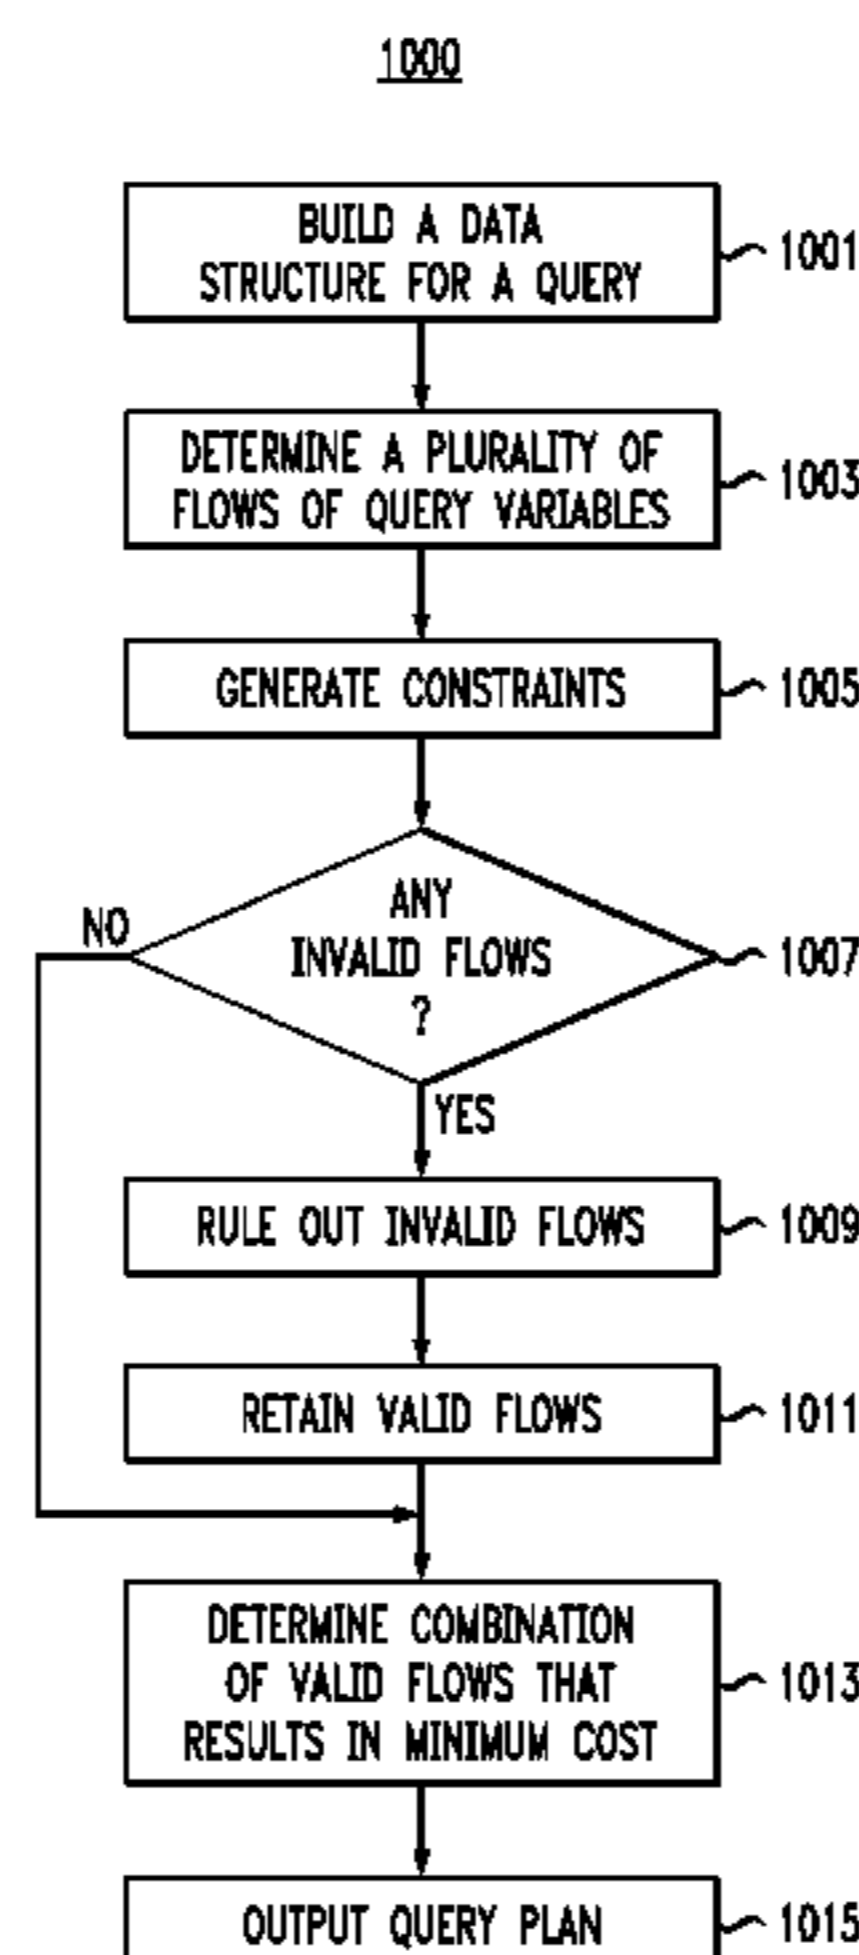 1000
BUILD A DATA
STRUCTURE FOR A QUERY
1001
DETERMINE A PLURALITY OF
FLOWS OF QUERY VARIABLES
1003
GENERATE CONSTRAINTS
1005
ANY
INVALID FLOWS
?
1007
NO
YES
RULE OUT INVALID FLOWS
1009
RETAIN VALID FLOWS
1011
DETERMINE COMBINATION
OF VALID FLOWS THAT
RESULTS IN MINIMUM COST
1013
OUTPUT QUERY PLAN
1015